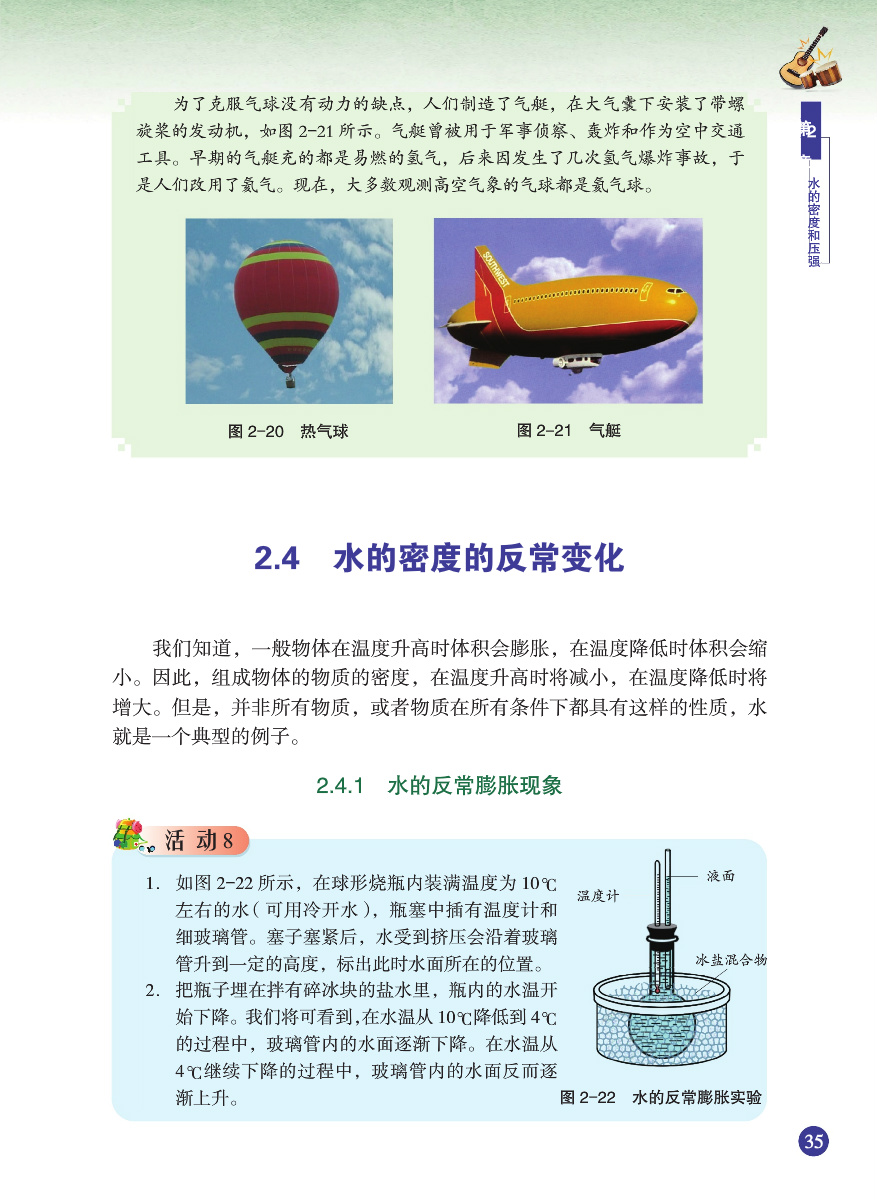 为了克服气球没有动力的缺点，人们制造了气艇，在大气囊下安装了带螺
旋桨的发动机，如图 2-21 所示。气艇曾被用于军事侦察、轰炸和作为空中交通
工具。早期的气艇充的都是易燃的氢气，后来因发生了几次氢气爆炸事故，于
是人们改用了氦气。现在，大多数观测高空气象的气球都是氦气球。
SOUTHWEST
图 2-20 热气球
图 2-21 气艇
2
水的密度和压强
2.4 水的密度的反常变化
我们知道，一般物体在温度升高时体积会膨胀，在温度降低时体积会缩
小。因此，组成物体的物质的密度，在温度升高时将减小，在温度降低时将
增大。但是，并非所有物质，或者物质在所有条件下都具有这样的性质，水
就是一个典型的例子。
2.4.1 水的反常膨胀现象
活 动 8
1. 如图 2-22 所示，在球形烧瓶内装满温度为 10℃
左右的水（可用冷开水），瓶塞中插有温度计和
细玻璃管。塞子塞紧后，水受到挤压会沿着玻璃
管升到一定的高度，标出此时水面所在的位置。
2. 把瓶子埋在拌有碎冰块的盐水里，瓶内的水温开
始下降。我们将可看到，在水温从 10℃降低到 4℃
的过程中，玻璃管内的水面逐渐下降。在水温从
4℃继续下降的过程中，玻璃管内的水面反而逐
渐上升。
液面
温度计
冰盐混合物
图 2-22 水的反常膨胀实验
35